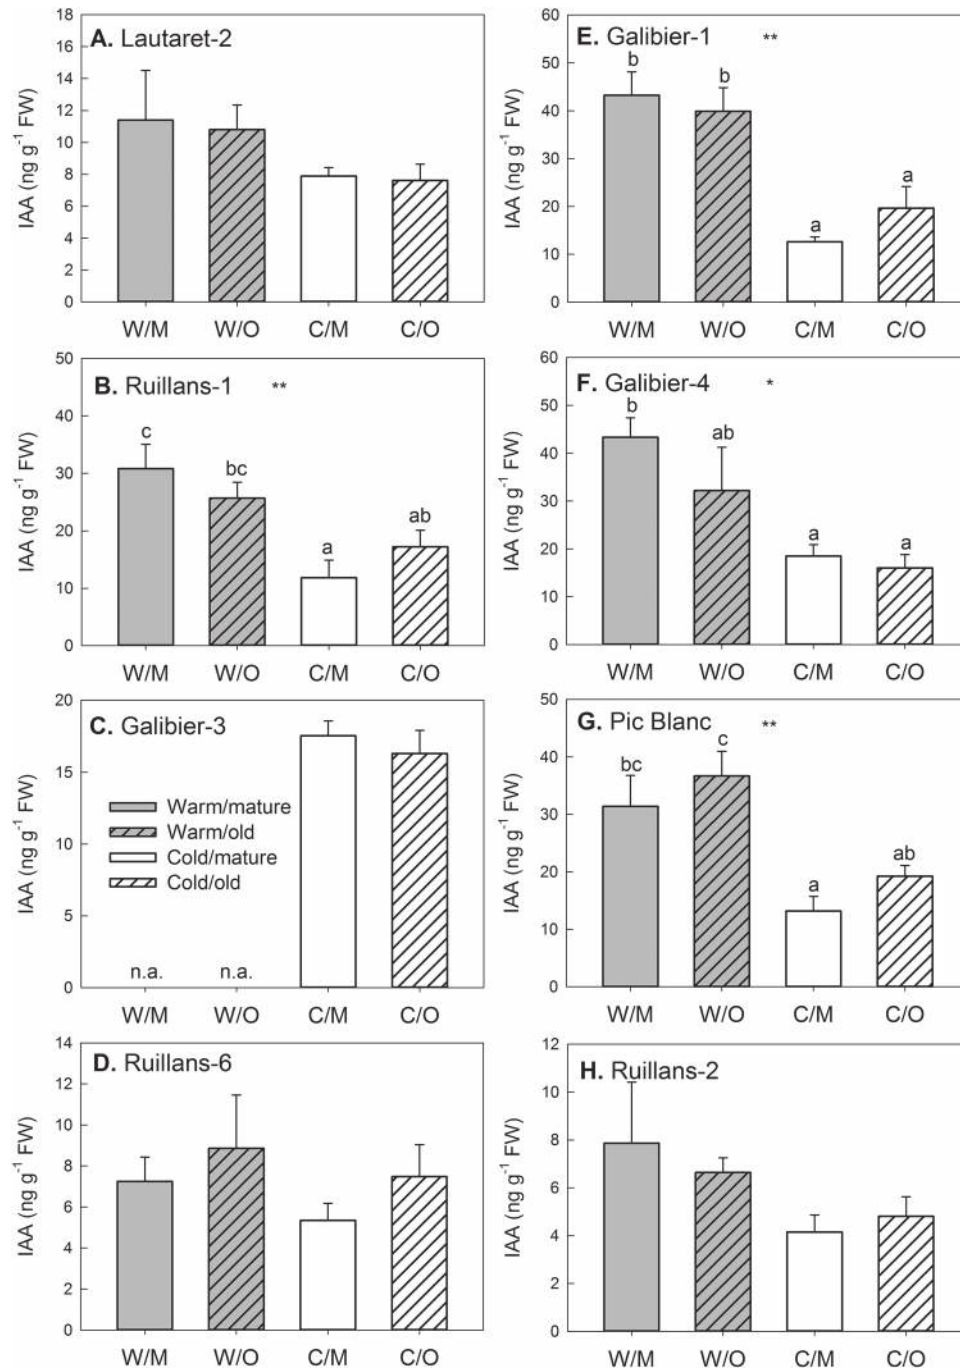 A. Lautaret-2
IAA (ng g⁻¹ FW)
18
16
14
12
10
8
6
4
2
0
W/M W/O C/M C/O
E. Galibier-1 **
IAA (ng g⁻¹ FW)
60
50
40
30
20
10
0
b b a a
W/M W/O C/M C/O
B. Ruillans-1 **
IAA (ng g⁻¹ FW)
50
40
30
20
10
0
c bc a ab
W/M W/O C/M C/O
F. Galibier-4 *
IAA (ng g⁻¹ FW)
60
50
40
30
20
10
0
b ab a a
W/M W/O C/M C/O
C. Galibier-3
IAA (ng g⁻¹ FW)
20
15
10
5
0
Warm/mature
Warm/old
Cold/mature
Cold/old
n.a. n.a.
W/M W/O C/M C/O
G. Pic Blanc **
IAA (ng g⁻¹ FW)
50
40
30
20
10
0
bc c a ab
W/M W/O C/M C/O
D. Ruillans-6
IAA (ng g⁻¹ FW)
14
12
10
8
6
4
2
0
W/M W/O C/M C/O
H. Ruillans-2
IAA (ng g⁻¹ FW)
12
10
8
6
4
2
0
W/M W/O C/M C/O